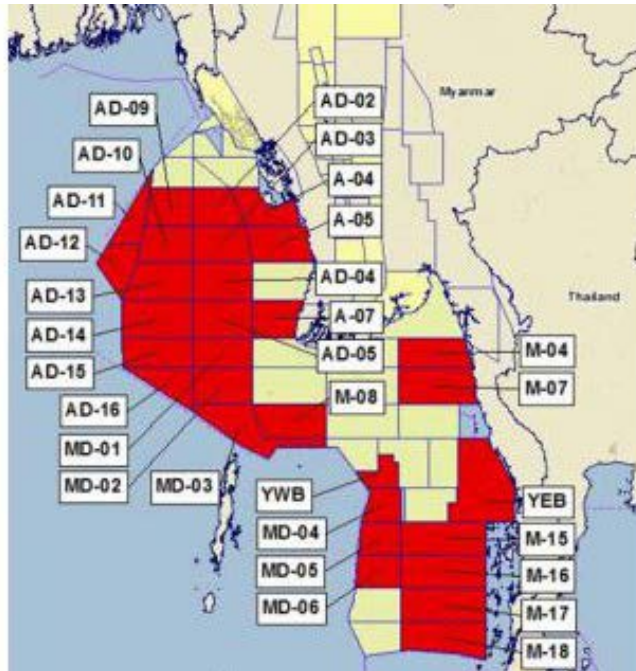 AD-02
AD-09
AD-03
Myanmar
AD-10
A-04
AD-11
A-05
AD-12
AD-04
AD-13
Thailand
A-07
AD-14
M-04
AD-05
AD-15
M-07
M-08
AD-16
MD-01
MD-02
MD-03
YWB
YEB
MD-04
M-15
MD-05
M-16
MD-06
M-17
M-18